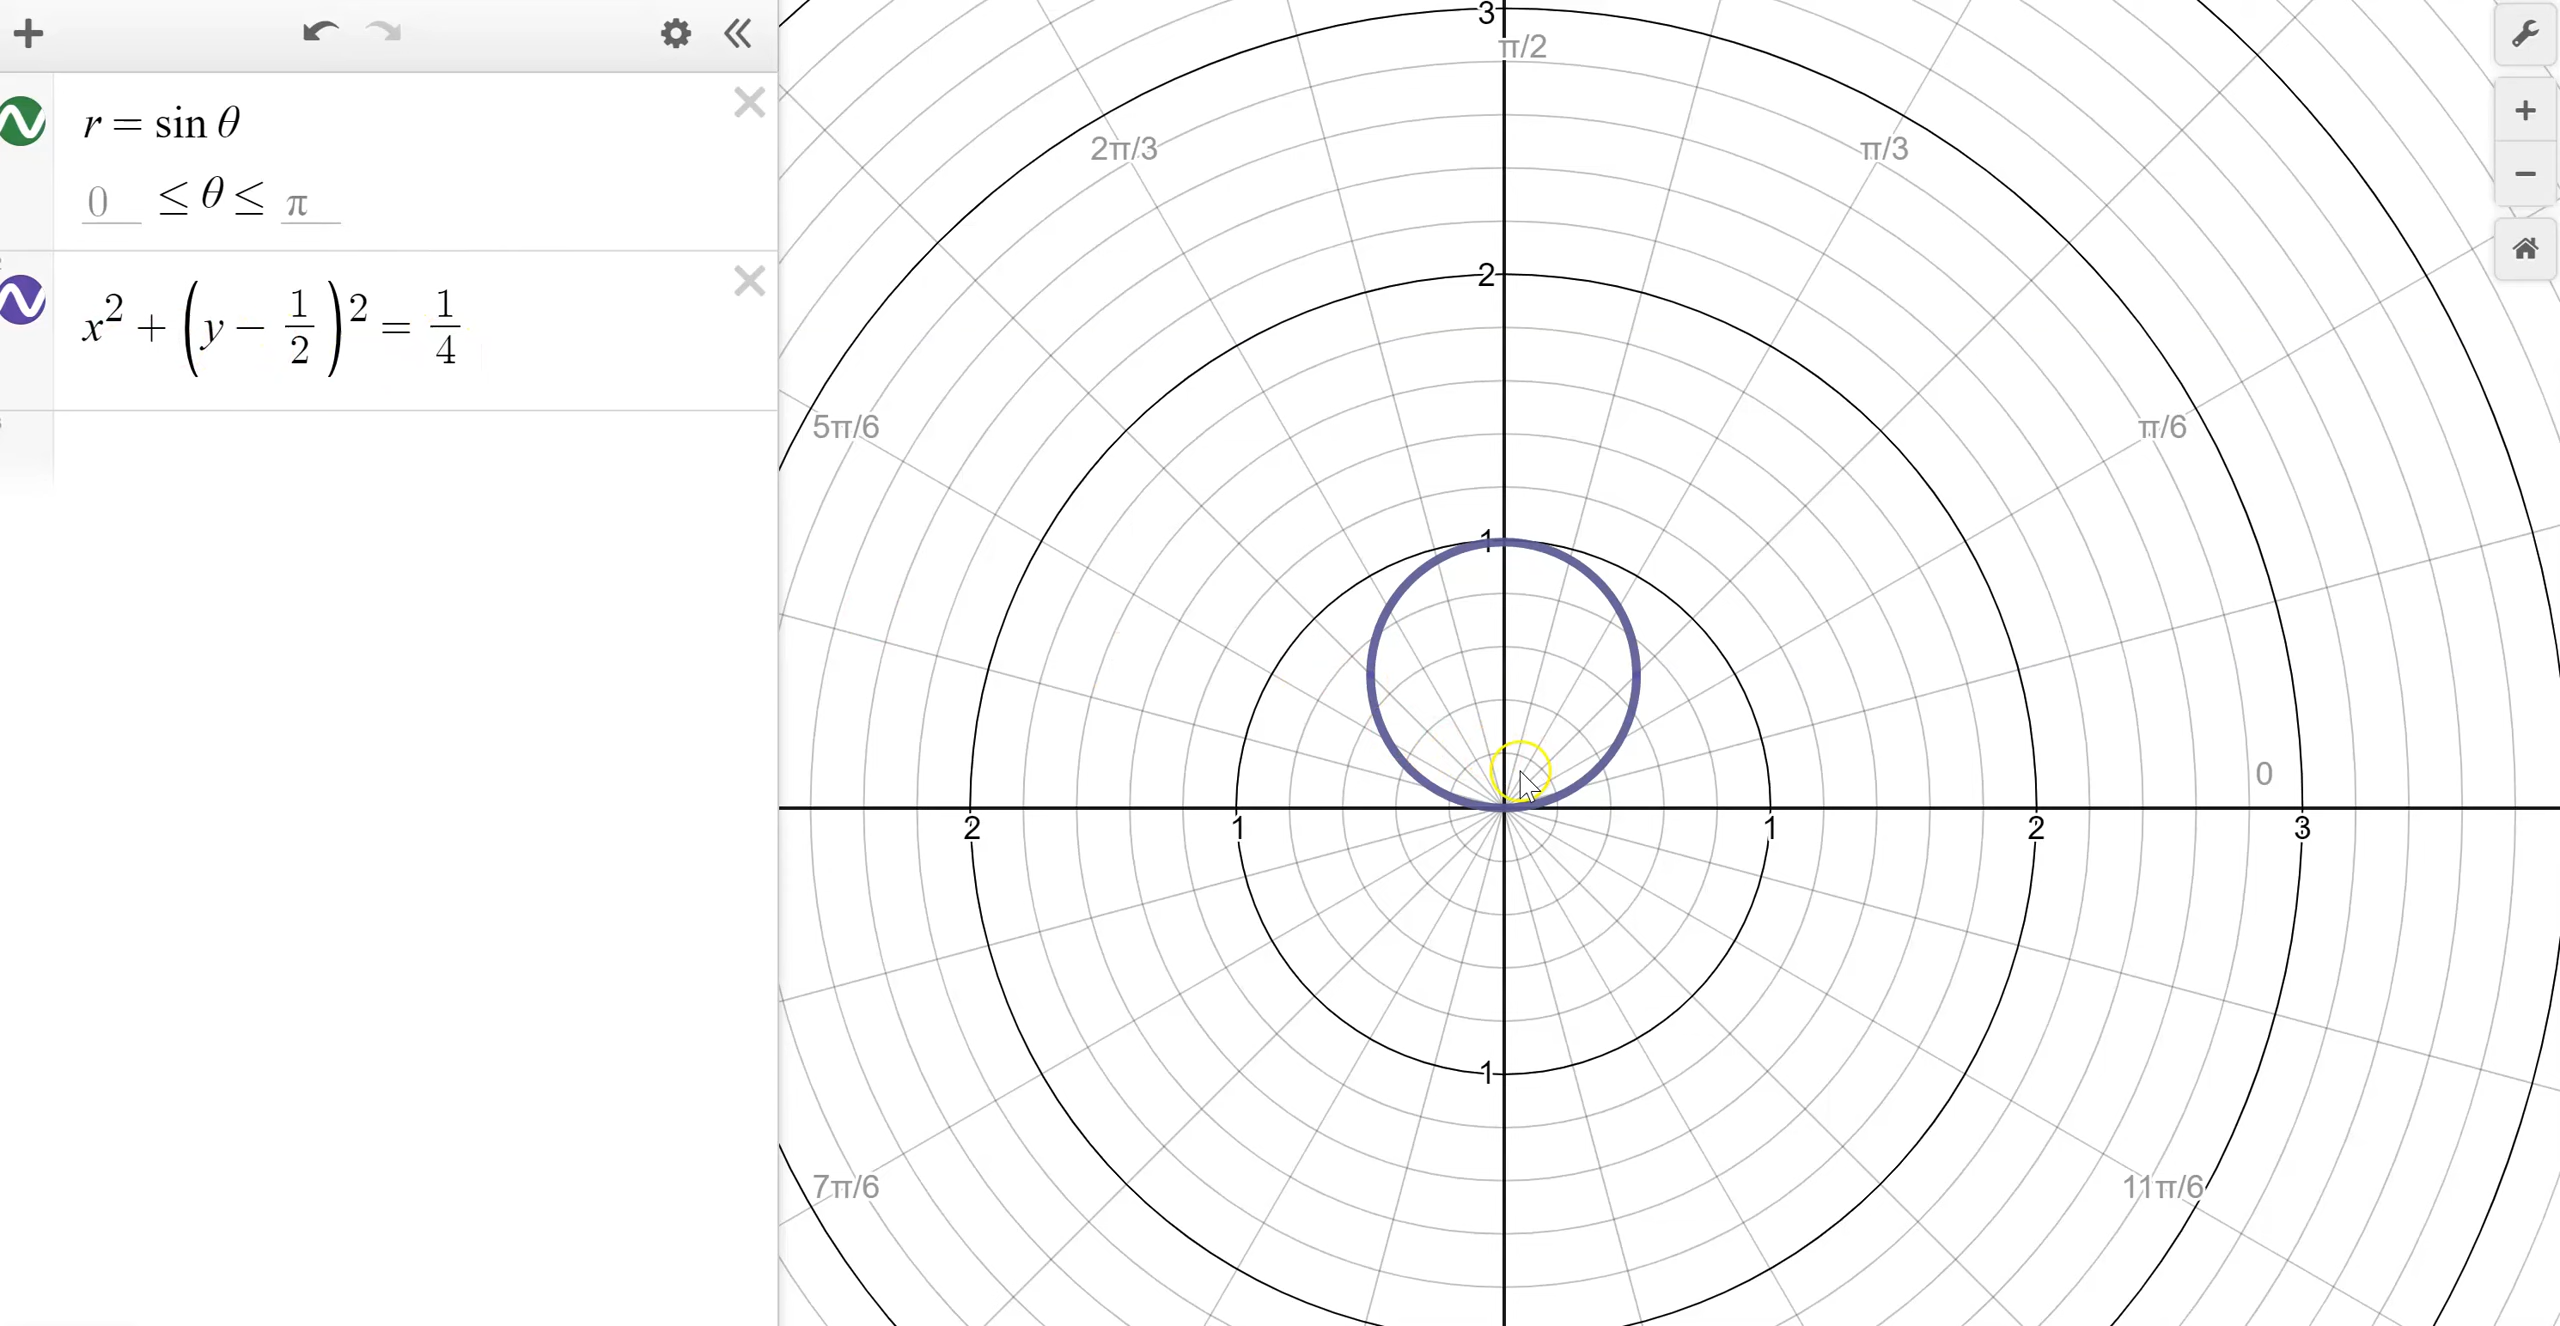 r = sin θ
0 ≤ θ ≤ π
x² + (y − 1/2)² = 1/4
3
π/2
2π/3
π/3
2
5π/6
π/6
1
0
2
1
1
2
3
1
7π/6
11π/6